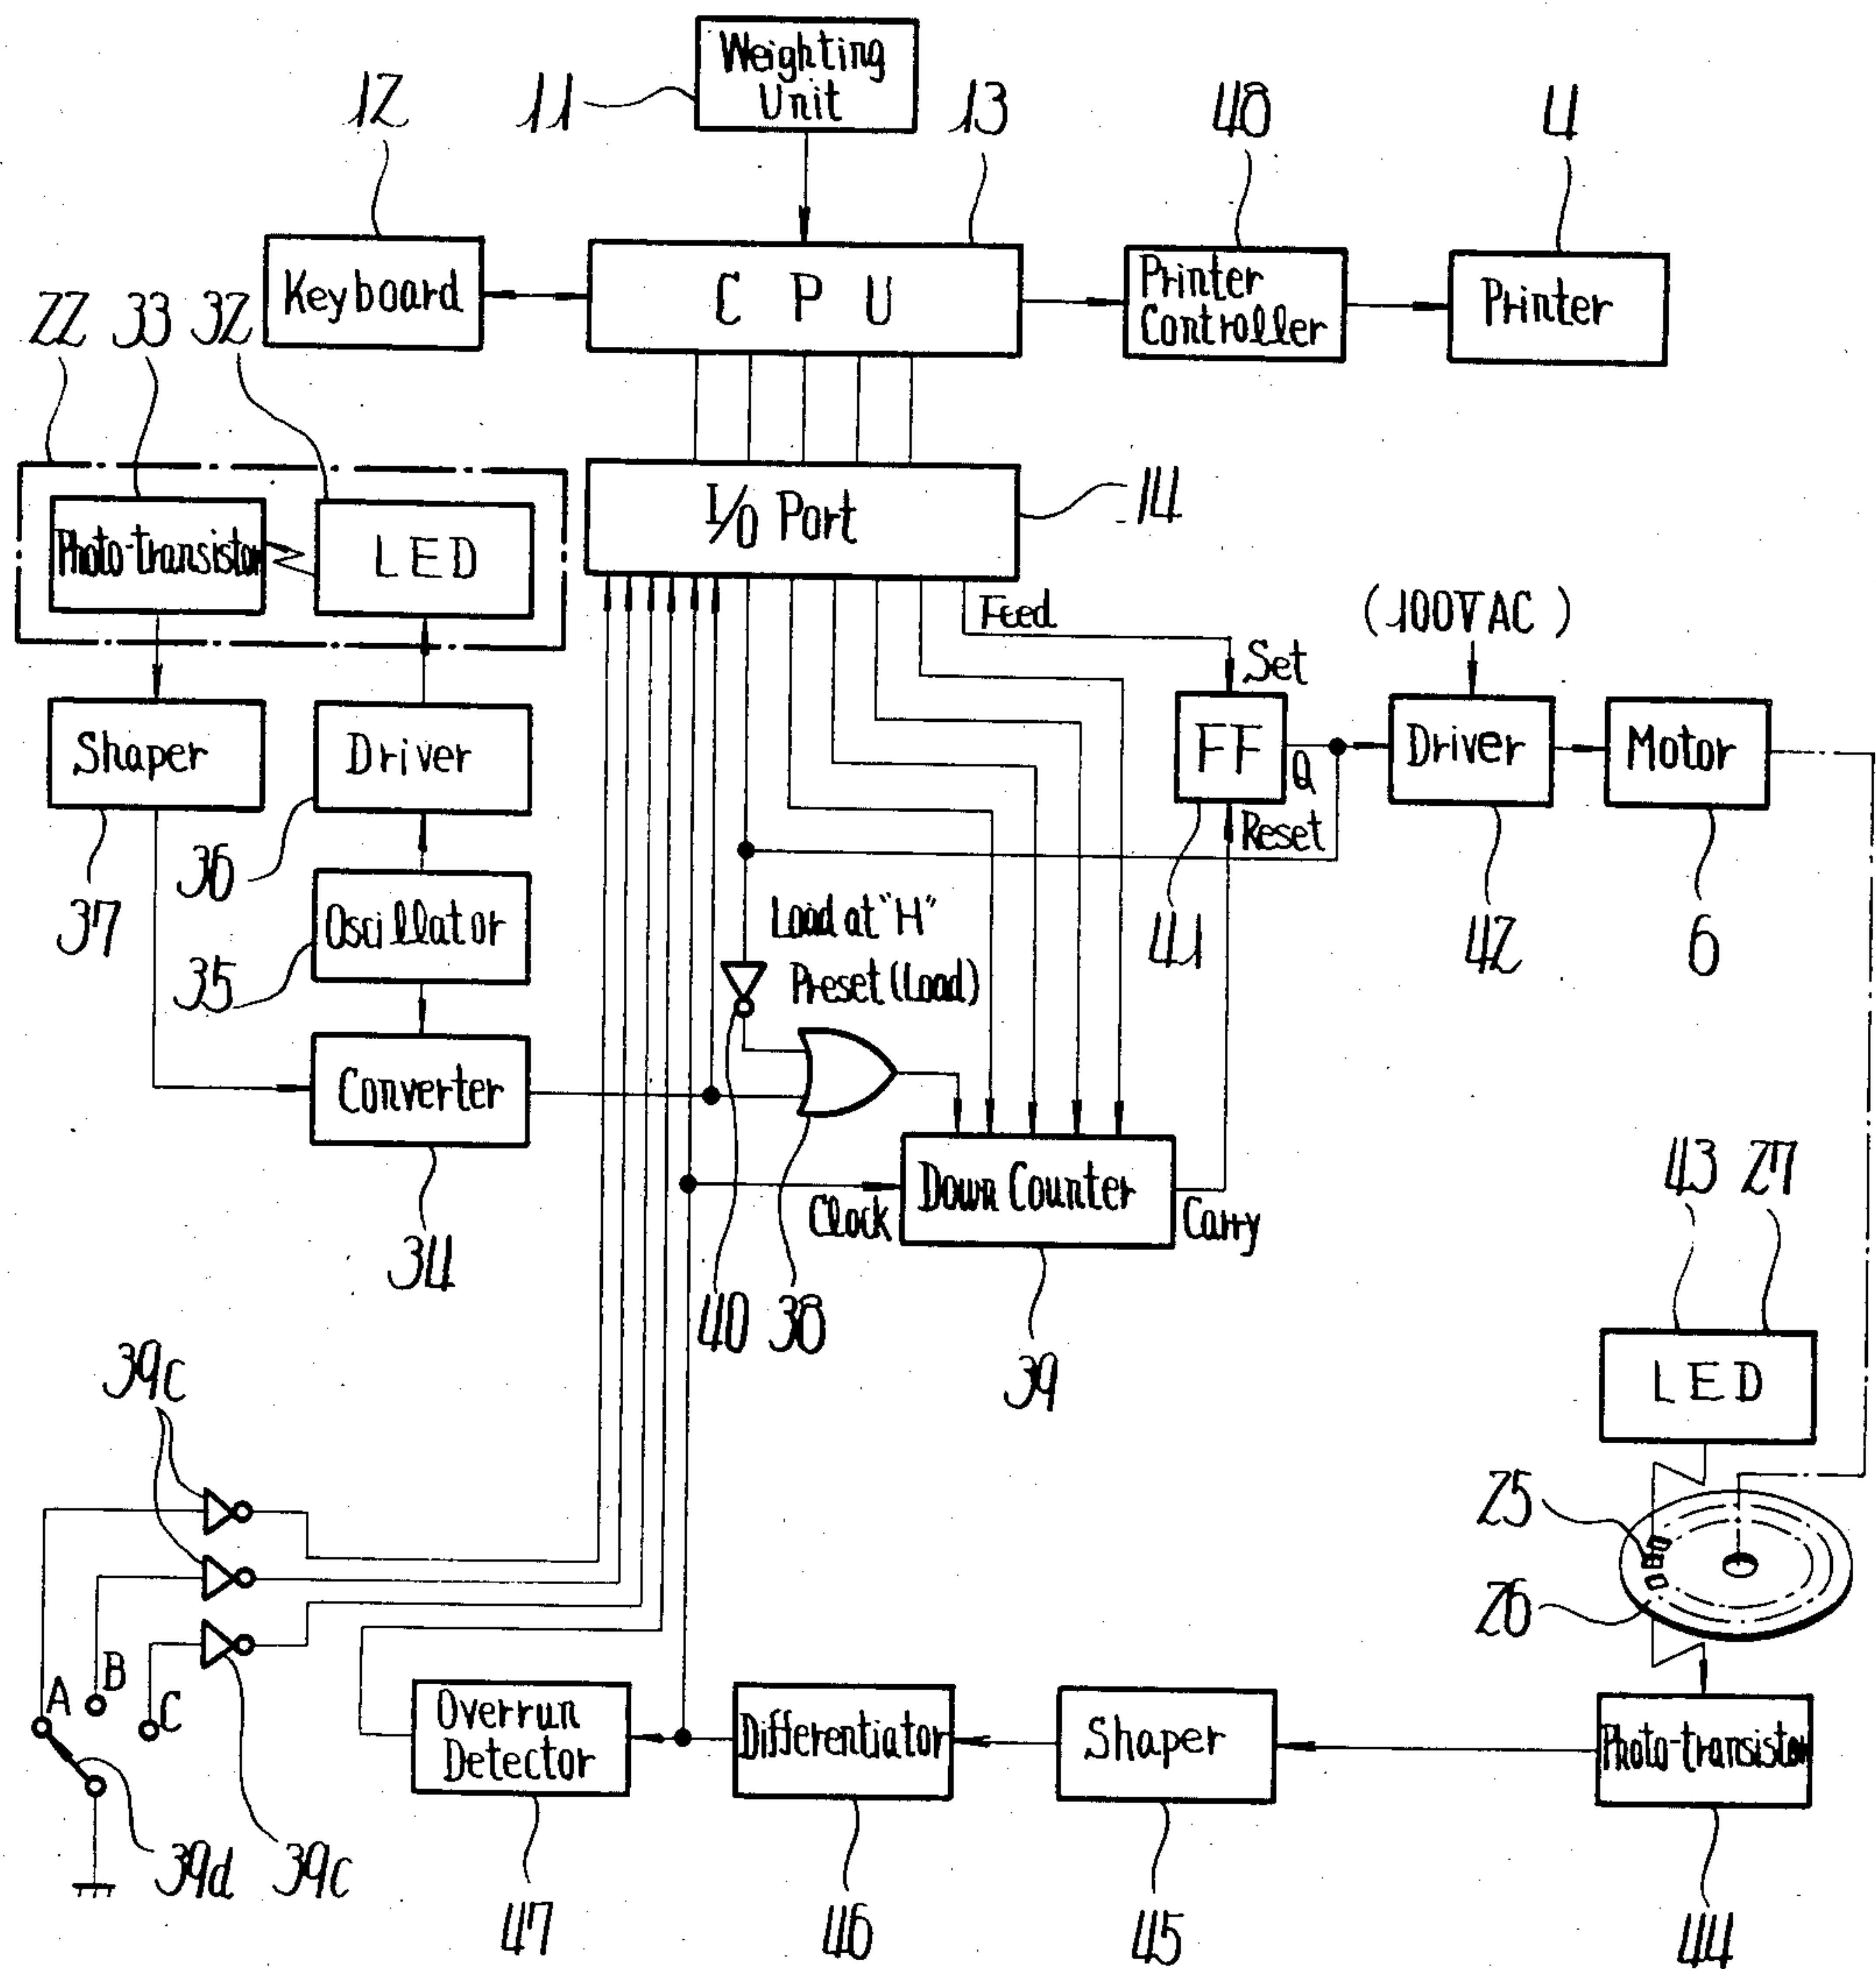 Weighting
Unit
11
12
13
48
4
Keyboard
C P U
Printer
Controller
Printer
22
33
32
I/O Port
14
Photo-transistor
LED
Feed
(100VAC)
Set
Shaper
Driver
FF
Q
Driver
Motor
Reset
37
36
41
42
6
Load at "H"
Preset (Load)
Oscillator
35
Converter
34
Clock
Down Counter
Carry
40
38
39
43
27
LED
39c
25
26
A
B
C
Overrun
Detector
Differentiator
Shaper
Photo-transistor
39d
39c
47
46
45
44